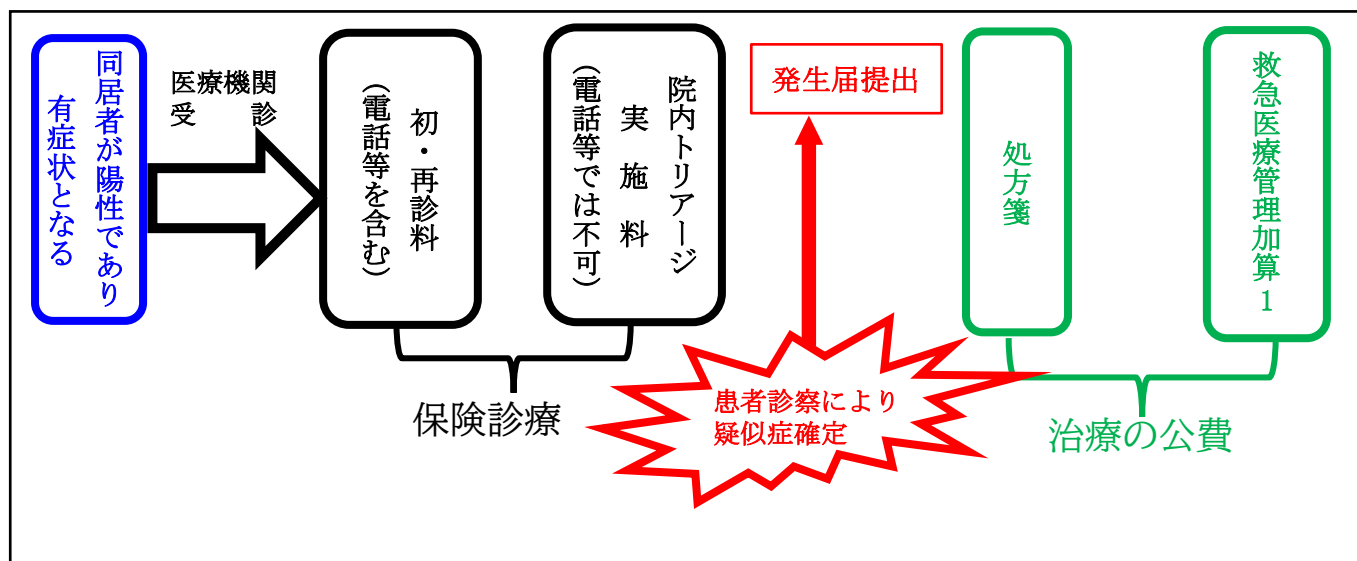 同居者が陽性であり
有症状となる
医療機関
受　　診
初・再診料
（電話等を含む）
院内トリアージ
実　施　料
（電話等では不可）
保険診療
発生届提出
患者診察により
疑似症確定
処方箋
救急医療管理加算１
治療の公費